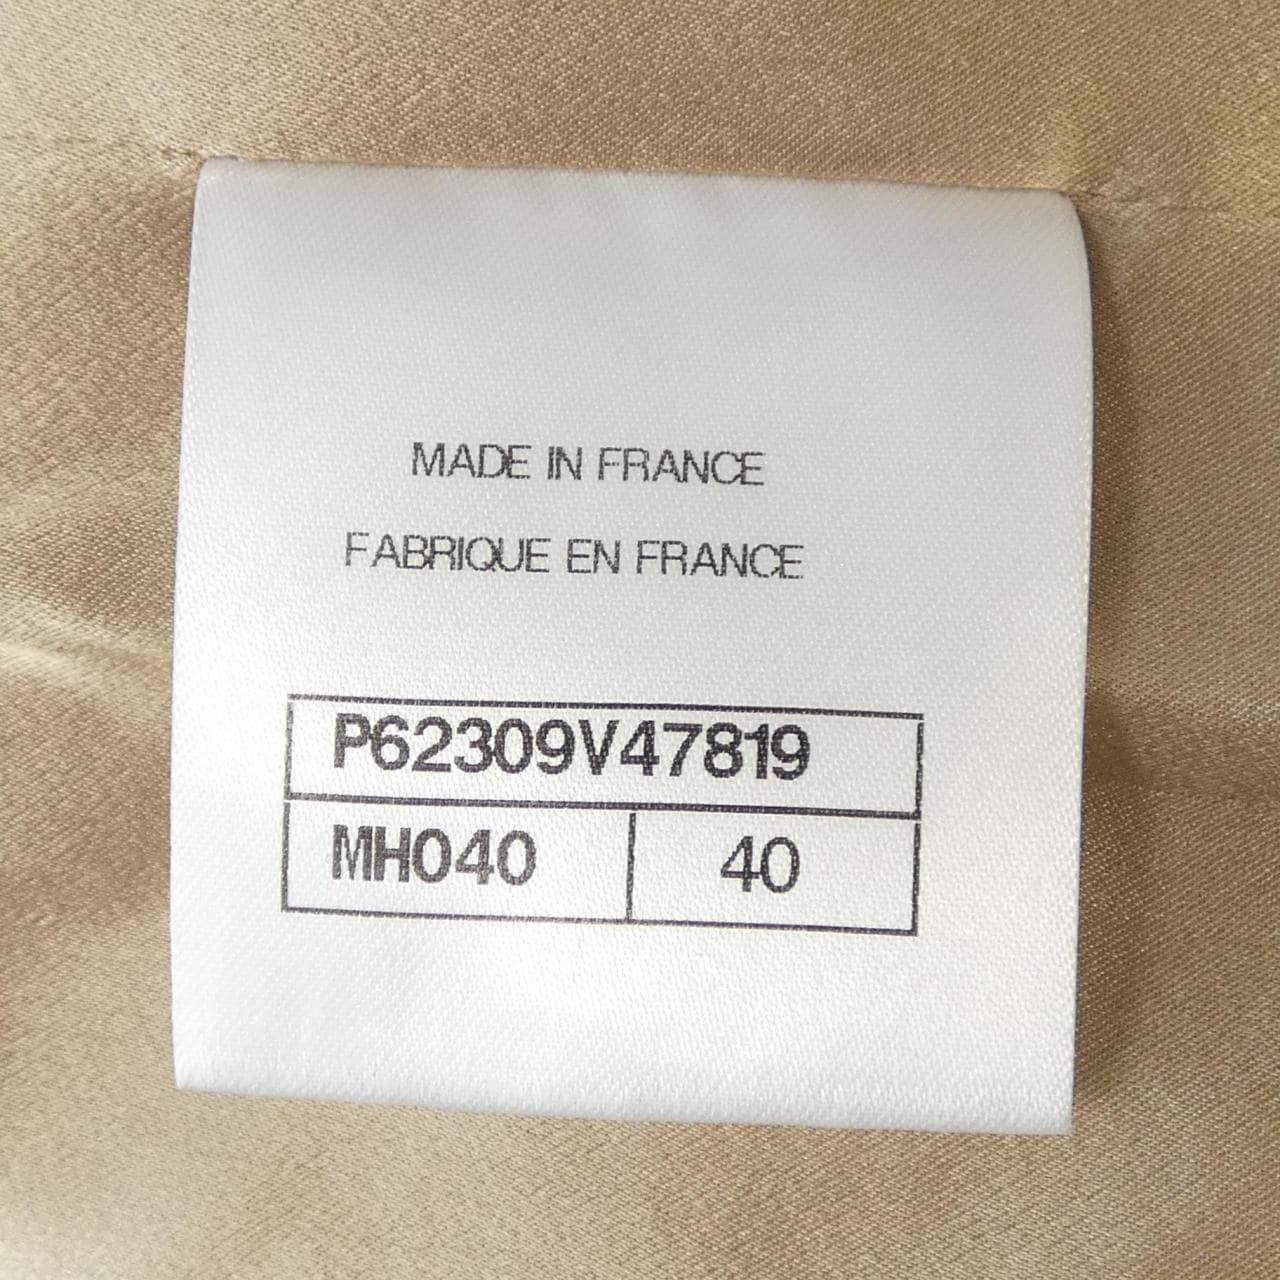 MADE IN FRANCE
FABRIQUE EN FRANCE
P62309V47819
MH040 40